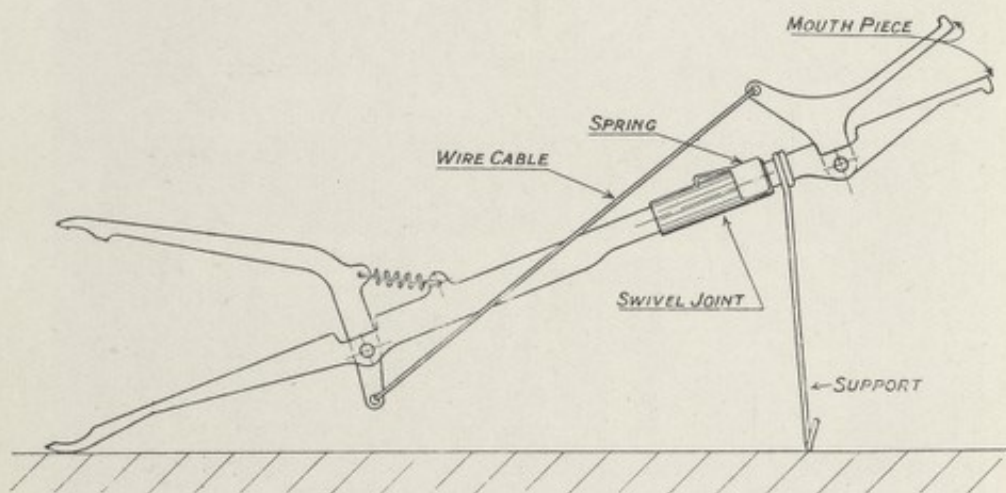 MOUTH PIECE
SPRING
WIRE CABLE
SWIVEL JOINT
SUPPORT